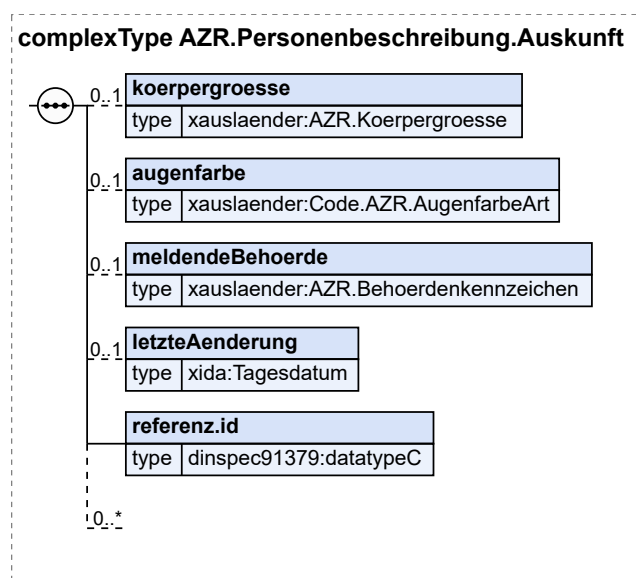 complexType AZR.Personenbeschreibung.Auskunft
0..1 koerpergroesse
type xauslaender:AZR.Koerpergroesse
0..1 augenfarbe
type xauslaender:Code.AZR.AugenfarbeArt
0..1 meldendeBehoerde
type xauslaender:AZR.Behoerdenkennzeichen
0..1 letzteAenderung
type xida:Tagesdatum
referenz.id
type dinspec91379:datatypeC
0..*